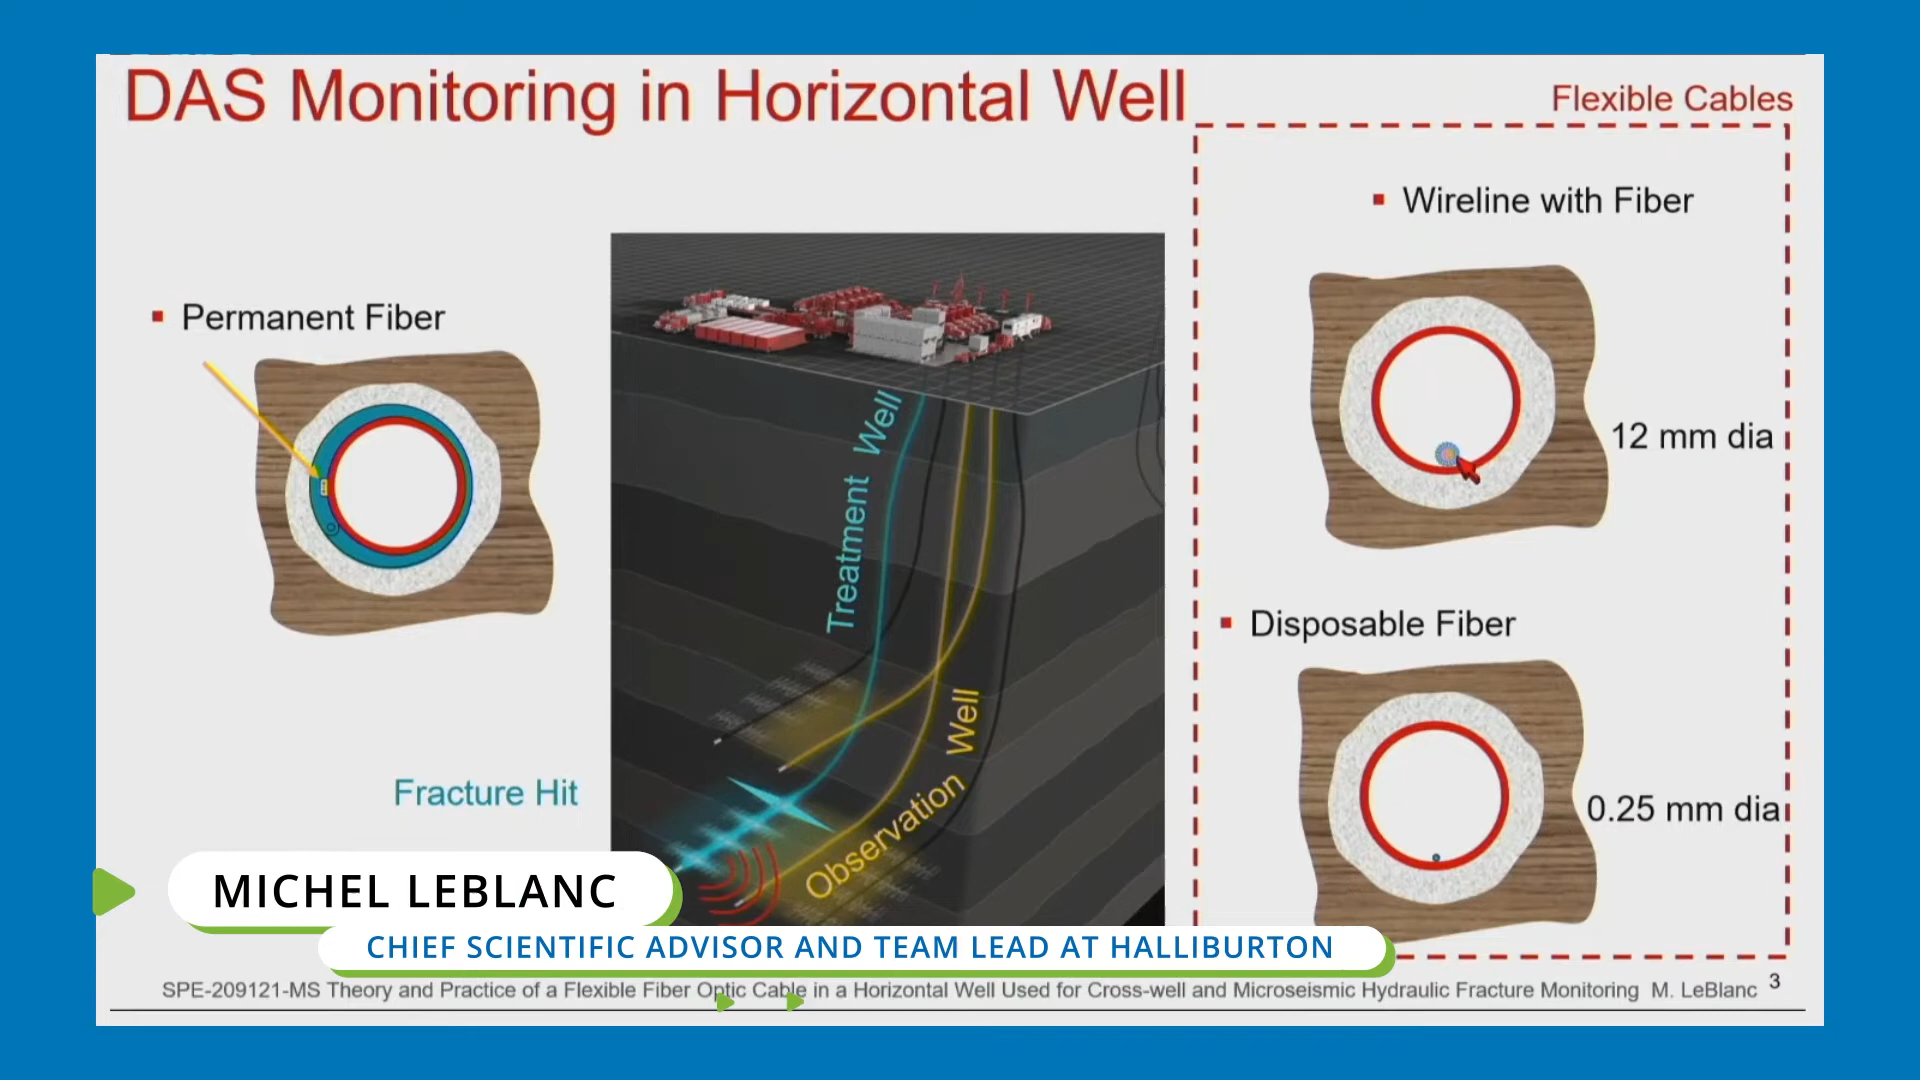 DAS Monitoring in Horizontal Well
Flexible Cables
Wireline with Fiber
Permanent Fiber
12 mm dia
Treatment Well
Disposable Fiber
Observation Well
Fracture Hit
0.25 mm dia
MICHEL LEBLANC
CHIEF SCIENTIFIC ADVISOR AND TEAM LEAD AT HALLIBURTON
SPE-209121-MS Theory and Practice of a Flexible Fiber Optic Cable in a Horizontal Well Used for Cross-well and Microseismic Hydraulic Fracture Monitoring M. LeBlanc 3